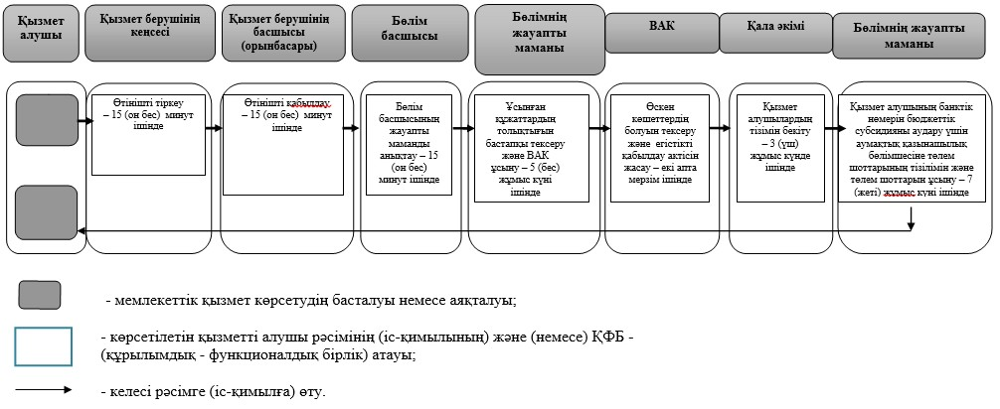 Қызмет
алушы
Қызмет берушінің
кеңсесі
Қызмет берушінің
басшысы
(орынбасары)
Бөлім
басшысы
Бөлімнің
жауапты
маманы
ВАК
Қала әкімі
Бөлімнің жауапты
маманы
Өтінішті тіркеу
– 15 (он бес) минут
ішінде
Өтінішті қабылдау
– 15 (он бес) минут
ішінде
Бөлім
басшысының
жауапты
маманды
анықтау – 15
(он бес)
минут ішінде
Ұсынған
құжаттардың
толықтығын
бастапқы тексеру
және ВАК
ұсыну – 5 (бес)
жұмыс күні
ішінде
Өскен
көшеттердің
болуын тексеру
және егістікті
қабылдау актісін
жасау – екі апта
мерзім ішінде
Қызмет
алушылардың
тізімін бекіту
– 3 (үш)
жұмыс күнде
ішінде
Қызмет алушының банктік
нөмерін бюджеттік
субсидияны аудару үшін
аумақтық қазынашылық
бөлімшесіне төлем
шоттарының тізілімін және
төлем шоттарын ұсыну – 7
(жеті) жұмыс күні ішінде
- мемлекеттік қызмет көрсетудің басталуы немесе аяқталуы;
- көрсетілетін қызметті алушы рәсімінің (іс-қимылының) және (немесе) ҚФБ -
(құрылымдық - функционалдық бірлік) атауы;
- келесі рәсімге (іс-қимылға) өту.